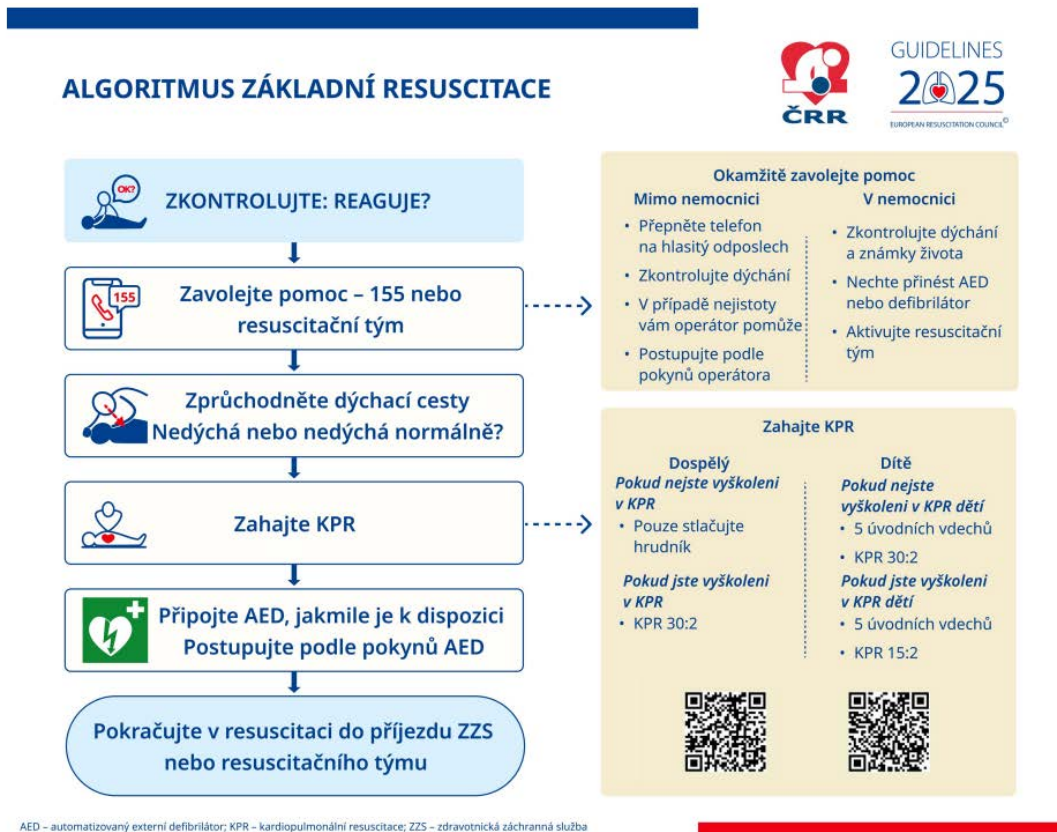 ALGORITMUS ZÁKLADNÍ RESUSCITACE
ČRR
GUIDELINES
2025
EUROPEAN RESUSCITATION COUNCIL©
OK?
ZKONTROLUJTE: REAGUJE?
155
Zavolejte pomoc – 155 nebo
resuscitační tým
Zprůchodněte dýchací cesty
Nedýchá nebo nedýchá normálně?
Zahajte KPR
Připojte AED, jakmile je k dispozici
Postupujte podle pokynů AED
Pokračujte v resuscitaci do příjezdu ZZS
nebo resuscitačního týmu
Okamžitě zavolejte pomoc
Mimo nemocnici
• Přepněte telefon
na hlasitý odposlech
• Zkontrolujte dýchání
• V případě nejistoty
vám operátor pomůže
• Postupujte podle
pokynů operátora
V nemocnici
• Zkontrolujte dýchání
a známky života
• Nechte přinést AED
nebo defibrilátor
• Aktivujte resuscitační
tým
Zahajte KPR
Dospělý
Pokud nejste vyškoleni
v KPR
• Pouze stlačujte
hrudník
Pokud jste vyškoleni
v KPR
• KPR 30:2
Dítě
Pokud nejste
vyškoleni v KPR dětí
• 5 úvodních vdechů
• KPR 30:2
Pokud jste vyškoleni
v KPR dětí
• 5 úvodních vdechů
• KPR 15:2
AED – automatizovaný externí defibrilátor; KPR – kardiopulmonální resuscitace; ZZS – zdravotnická záchranná služba